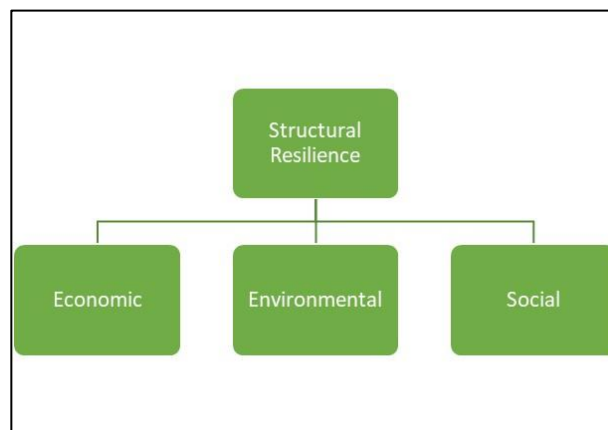 Structural
Resilience
Economic
Environmental
Social